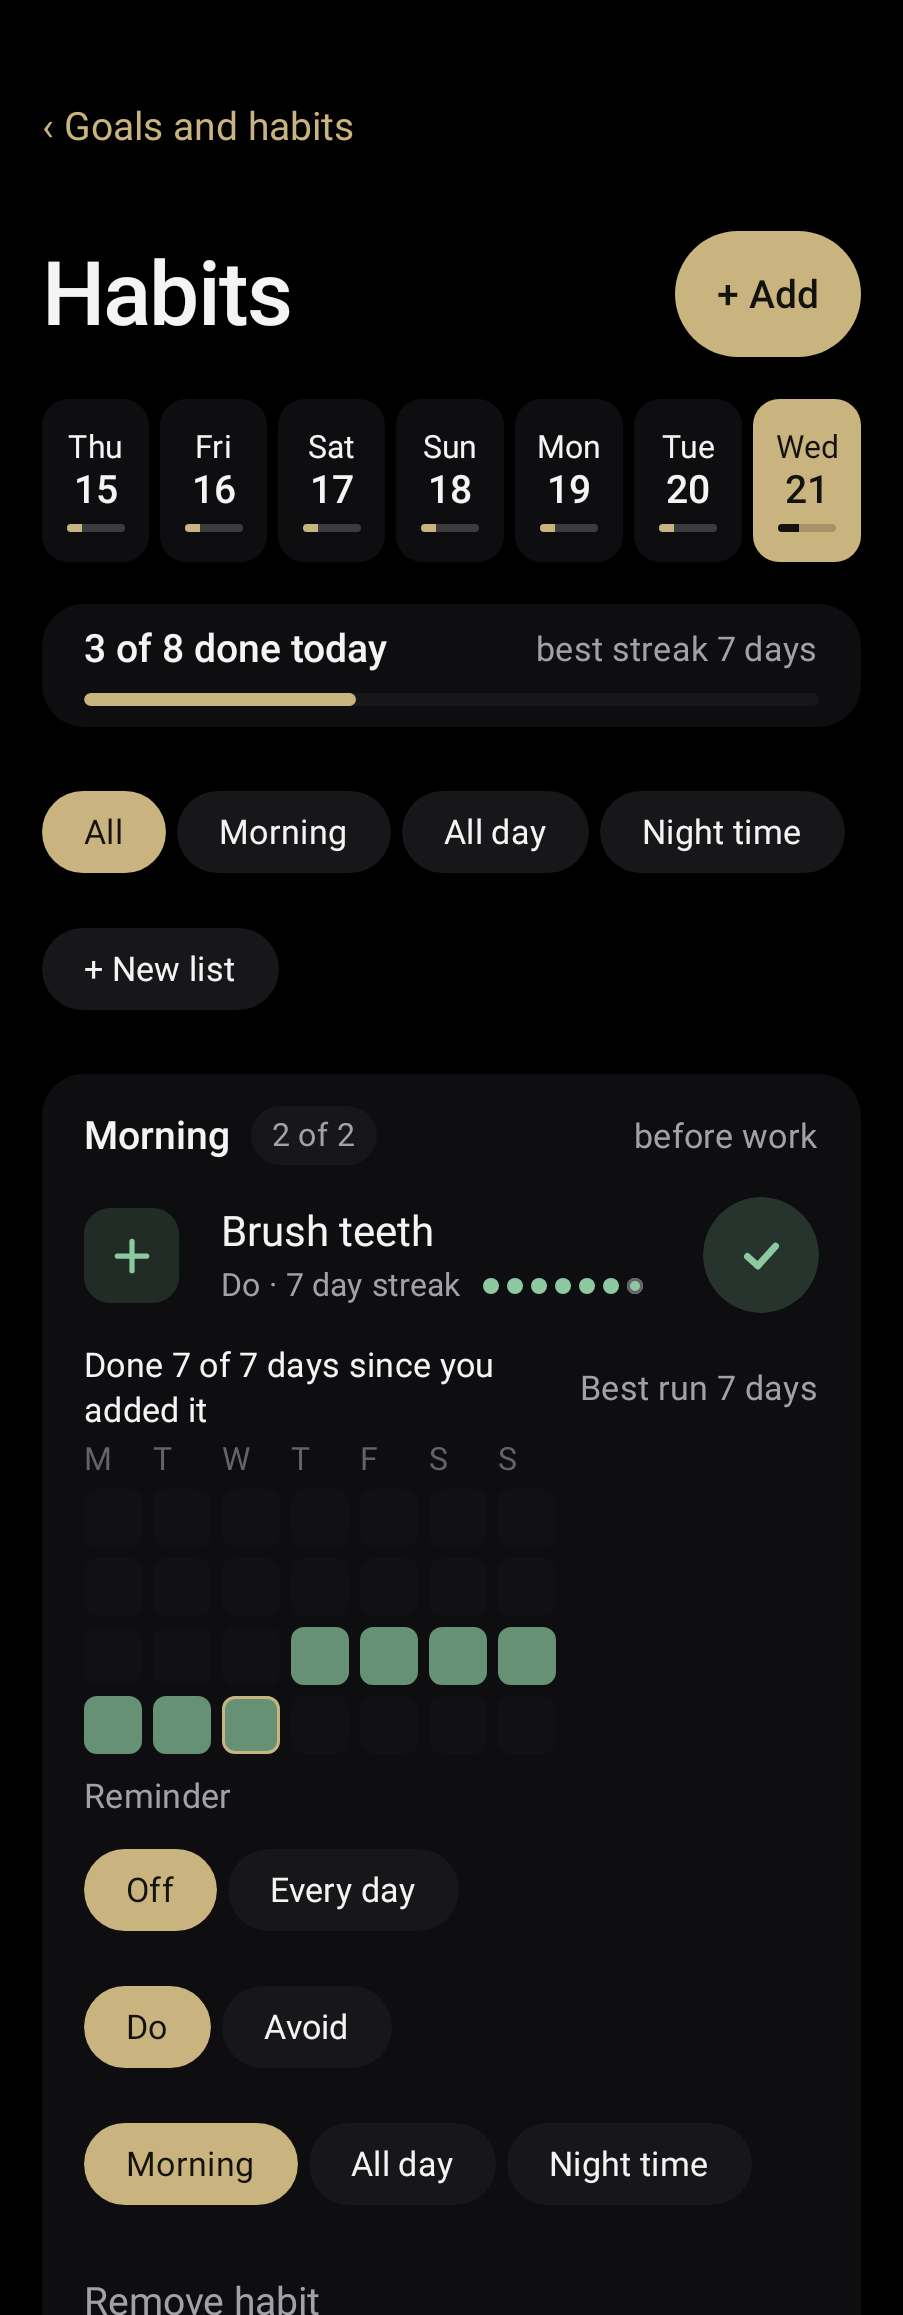 ‹ Goals and habits
Habits
+ Add
Thu Fri Sat Sun Mon Tue Wed
15 16 17 18 19 20 21
3 of 8 done today best streak 7 days
All Morning All day Night time
+ New list
Morning 2 of 2 before work
Brush teeth
Do · 7 day streak
Done 7 of 7 days since you
added it
Best run 7 days
M T W T F S S
Reminder
Off Every day
Do Avoid
Morning All day Night time
Remove habit